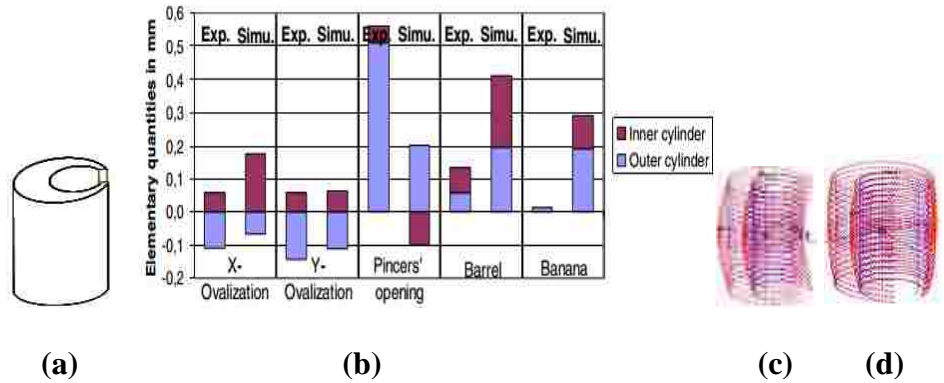 Elementary quantities in mm
0,6
0,5
0,4
0,3
0,2
0,1
0,0
-0,1
-0,2
Exp. Simu. Exp. Simu. Exp. Simu. Exp. Simu. Exp. Simu.
X-
Ovalization
Y-
Ovalization
Pincers'
opening
Barrel
Banana
Inner cylinder
Outer cylinder
(a) (b) (c) (d)